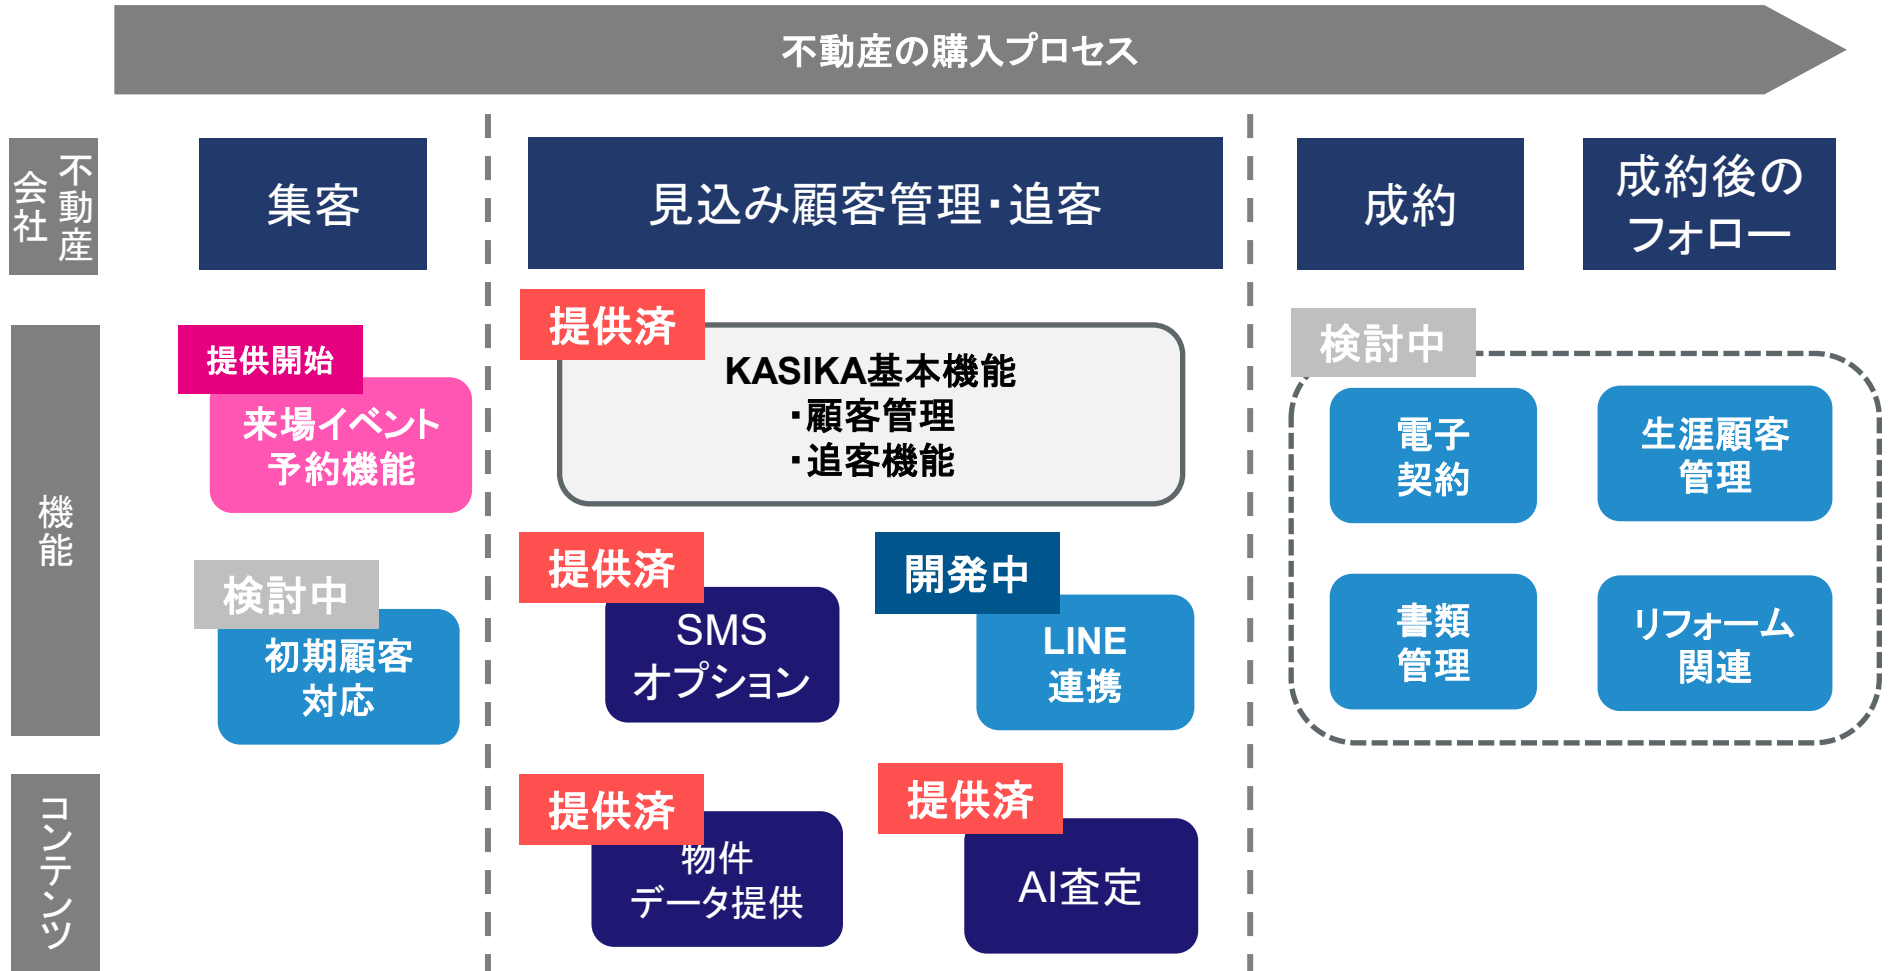 不動産の購入プロセス
不動産
会社
集客
見込み顧客管理・追客
成約
成約後の
フォロー
機能
提供開始
来場イベント
予約機能
検討中
初期顧客
対応
提供済
KASIKA基本機能
・顧客管理
・追客機能
提供済
SMS
オプション
開発中
LINE
連携
検討中
電子
契約
生涯顧客
管理
書類
管理
リフォーム
関連
コンテンツ
提供済
物件
データ提供
提供済
AI査定